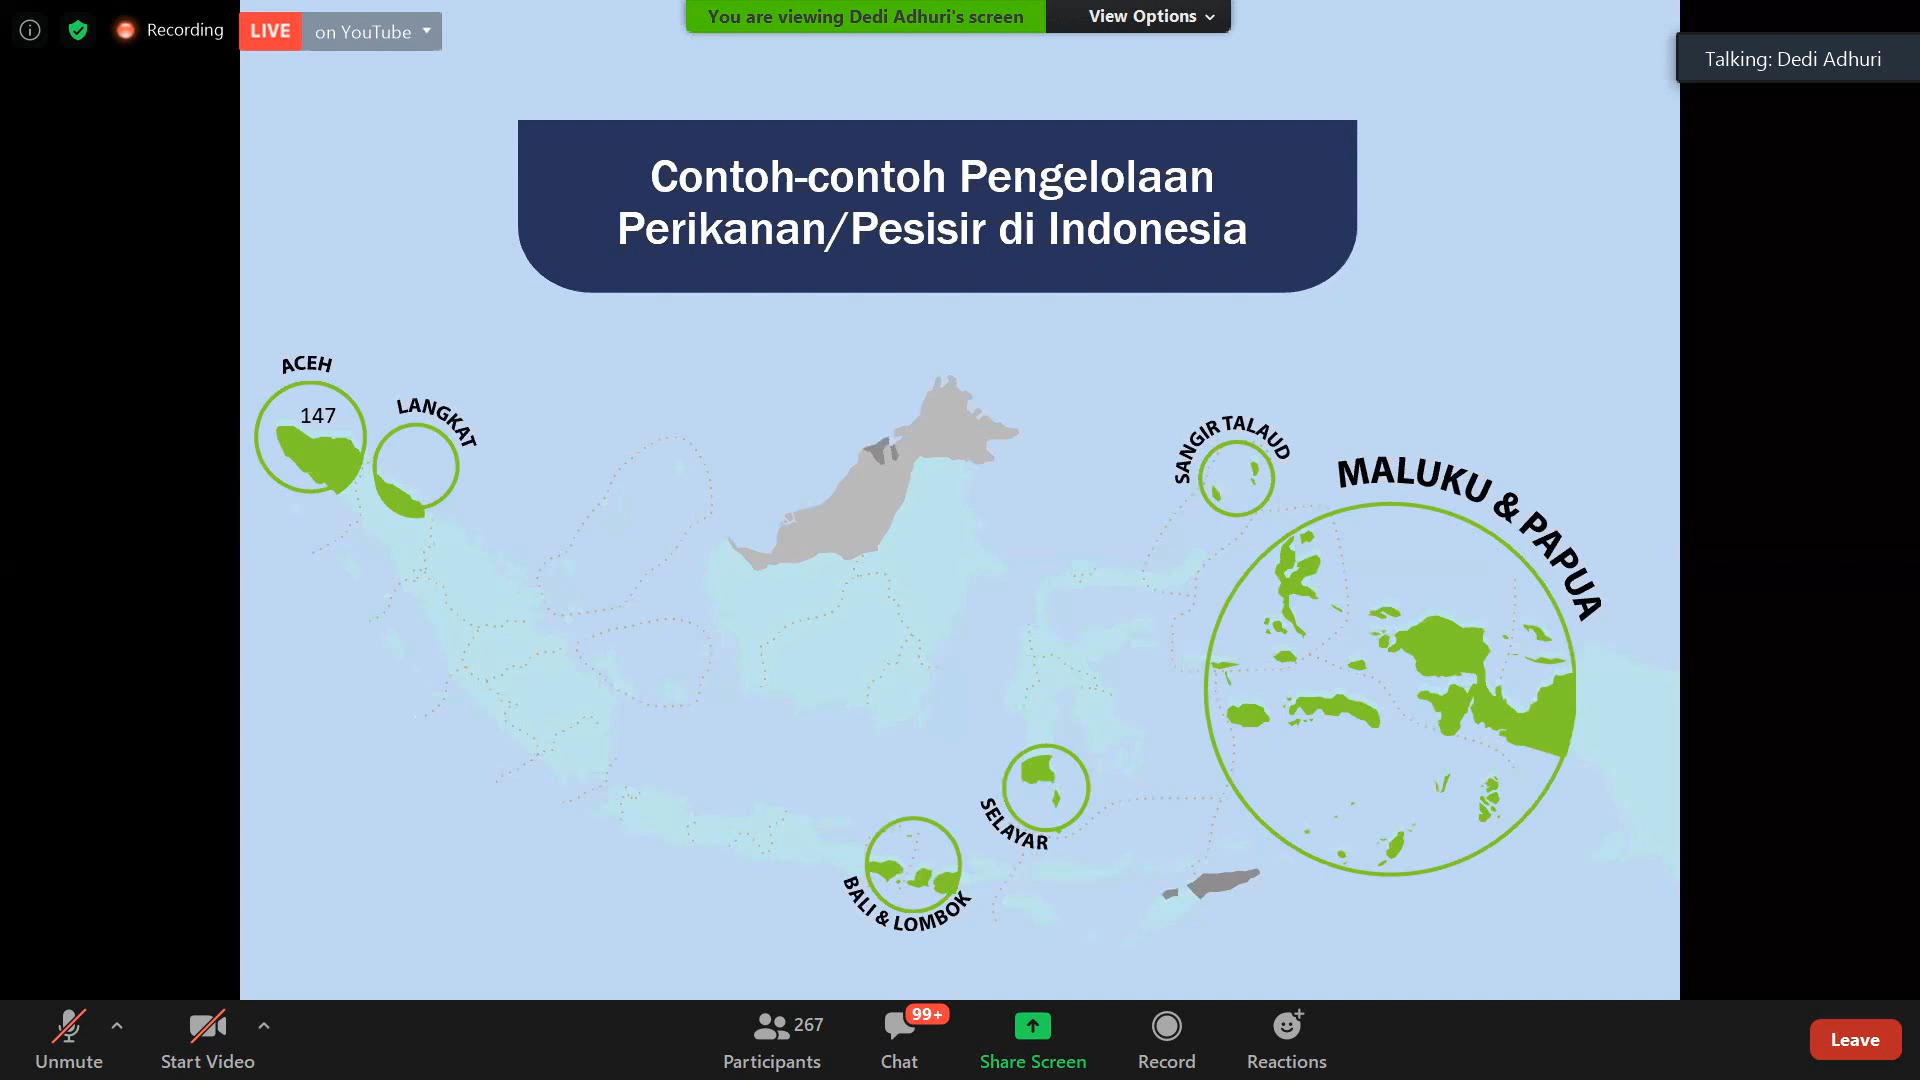 Recording
LIVE on YouTube
You are viewing Dedi Adhuri's screen
View Options
Talking: Dedi Adhuri
Contoh-contoh Pengelolaan
Perikanan/Pesisir di Indonesia
ACEH
147
LANGKAT
SANGIR TALAUD
MALUKU & PAPUA
SELAYAR
BALI & LOMBOK
Unmute
Start Video
267
Participants
99+
Chat
Share Screen
Record
Reactions
Leave